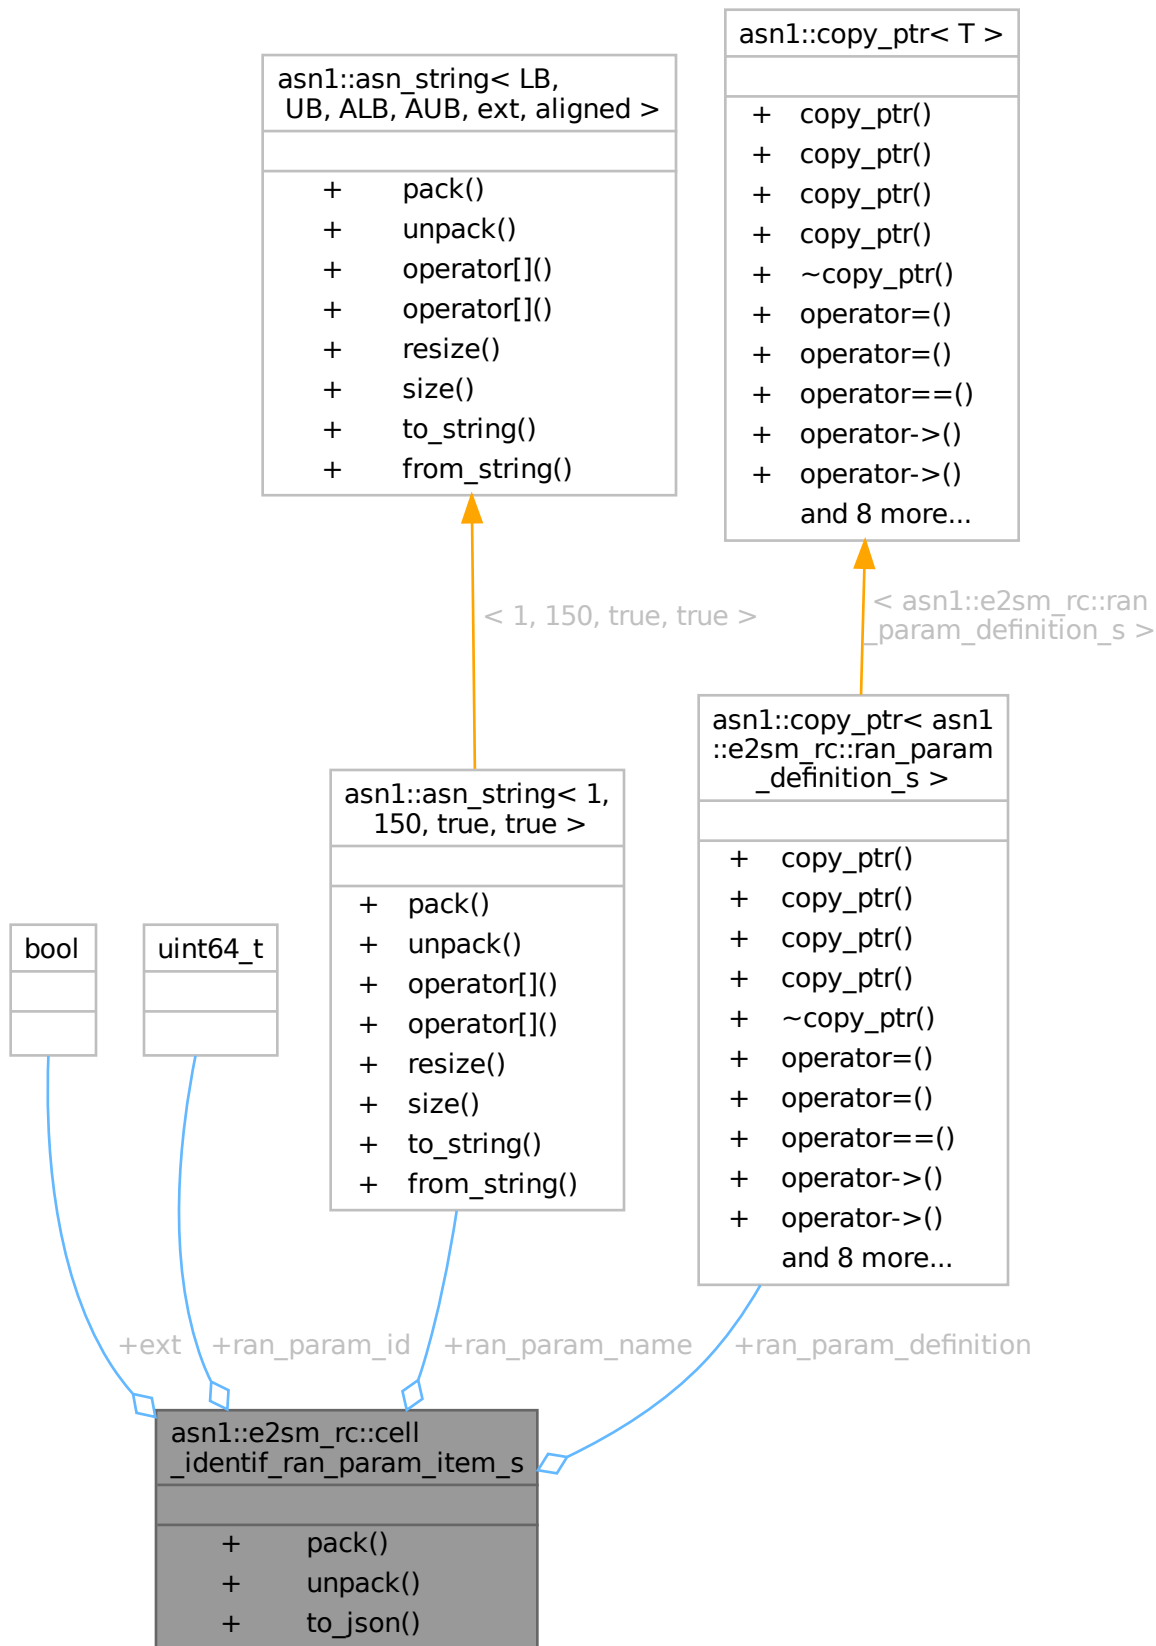 asn1::copy_ptr< T >
+ copy_ptr()
+ copy_ptr()
+ copy_ptr()
+ copy_ptr()
+ ~copy_ptr()
+ operator=()
+ operator=()
+ operator==()
+ operator->()
+ operator->()
and 8 more...
asn1::asn_string< LB,
UB, ALB, AUB, ext, aligned >
+ pack()
+ unpack()
+ operator[]()
+ operator[]()
+ resize()
+ size()
+ to_string()
+ from_string()
< 1, 150, true, true >
< asn1::e2sm_rc::ran
_param_definition_s >
asn1::copy_ptr< asn1
::e2sm_rc::ran_param
_definition_s >
+ copy_ptr()
+ copy_ptr()
+ copy_ptr()
+ copy_ptr()
+ ~copy_ptr()
+ operator=()
+ operator=()
+ operator==()
+ operator->()
+ operator->()
and 8 more...
asn1::asn_string< 1,
150, true, true >
+ pack()
+ unpack()
+ operator[]()
+ operator[]()
+ resize()
+ size()
+ to_string()
+ from_string()
bool
uint64_t
+ext
+ran_param_id
+ran_param_name
+ran_param_definition
asn1::e2sm_rc::cell
_identif_ran_param_item_s
+ pack()
+ unpack()
+ to_json()